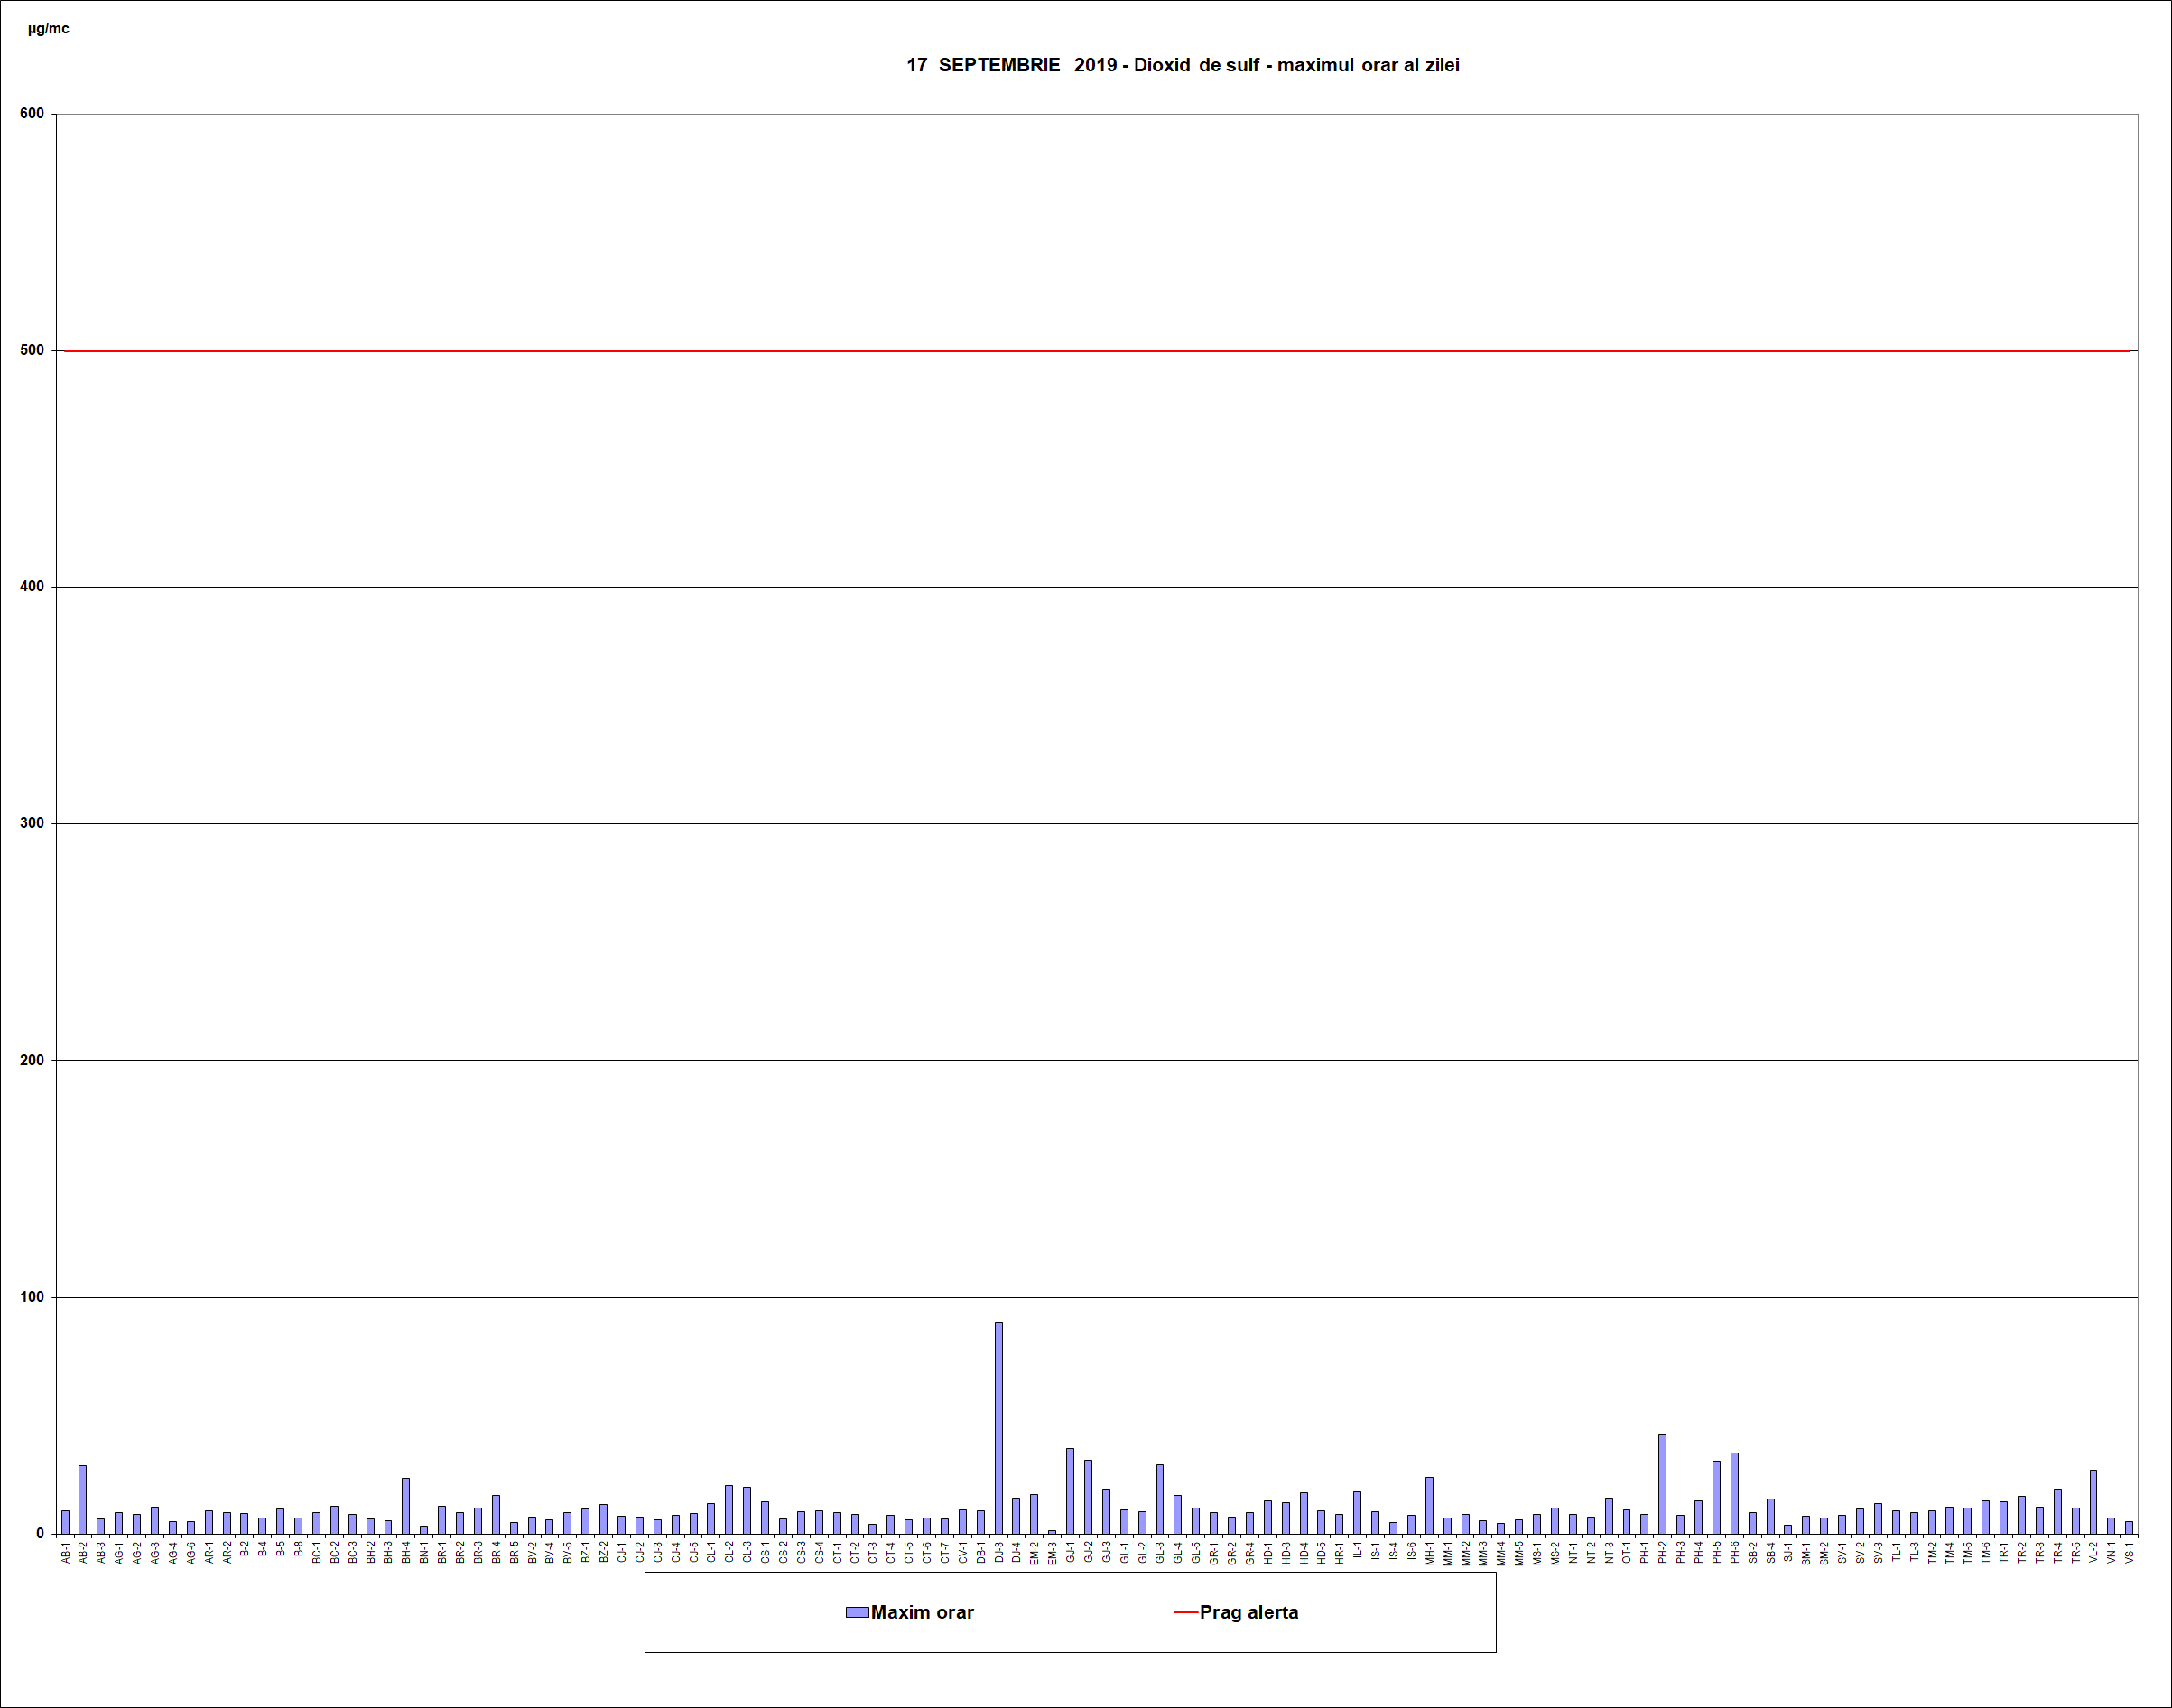 µg/mc
17 SEPTEMBRIE 2019 - Dioxid de sulf - maximul orar al zilei
600
500
400
300
200
100
0
AB-1 AB-2 AB-3 AG-1 AG-2 AG-3 AG-4 AG-6 AR-1 AR-2 B-2 B-4 B-5 B-8 BC-1 BC-2 BC-3 BH-2 BH-3 BH-4 BN-1 BR-1 BR-2 BR-3 BR-4 BR-5 BV-2 BV-4 BV-5 BZ-1 BZ-2 CJ-1 CJ-2 CJ-3 CJ-4 CJ-5 CL-1 CL-2 CL-3 CS-1 CS-2 CS-3 CS-4 CT-1 CT-2 CT-3 CT-4 CT-5 CT-6 CT-7 CV-1 DB-1 DJ-3 DJ-4 EM-2 EM-3 GJ-1 GJ-2 GJ-3 GL-1 GL-2 GL-3 GL-4 GL-5 GR-1 GR-2 GR-4 HD-1 HD-3 HD-4 HD-5 HR-1 IL-1 IS-1 IS-4 IS-6 MH-1 MM-1 MM-2 MM-3 MM-4 MM-5 MS-1 MS-2 NT-1 NT-2 NT-3 OT-1 PH-1 PH-2 PH-3 PH-4 PH-5 PH-6 SB-2 SB-4 SJ-1 SM-1 SM-2 SV-1 SV-2 SV-3 TL-1 TL-3 TM-2 TM-4 TM-5 TM-6 TR-1 TR-2 TR-3 TR-4 TR-5 VL-2 VN-1 VS-1
Maxim orar Prag alerta